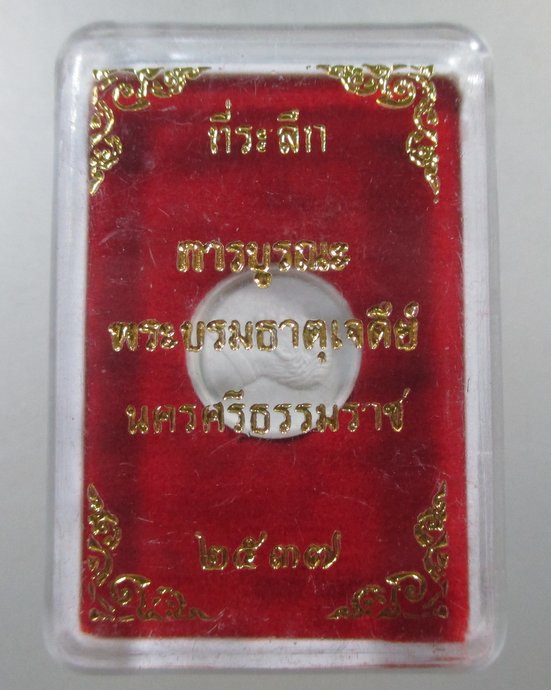 ที่ระลึก
การบูรณะ
พระบรมธาตุเจดีย์
นครศรีธรรมราช
๒๕๓๗